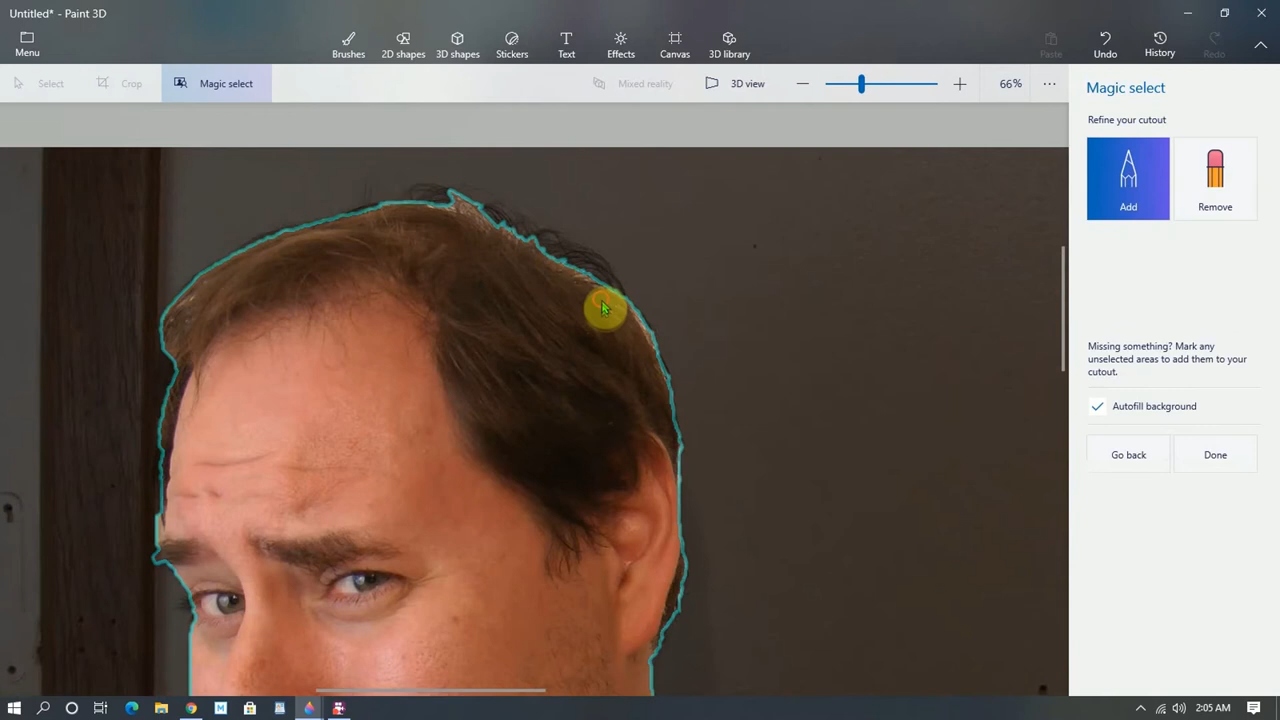 Untitled* - Paint 3D
Menu
Brushes
2D shapes
3D shapes
Stickers
Text
Effects
Canvas
3D library
Paste
Undo
History
Redo
Select
Crop
Magic select
Mixed reality
3D view
66%
Magic select
Refine your cutout
Add
Remove
Missing something? Mark any
unselected areas to add them to your
cutout.
Autofill background
Go back
Done
2:05 AM